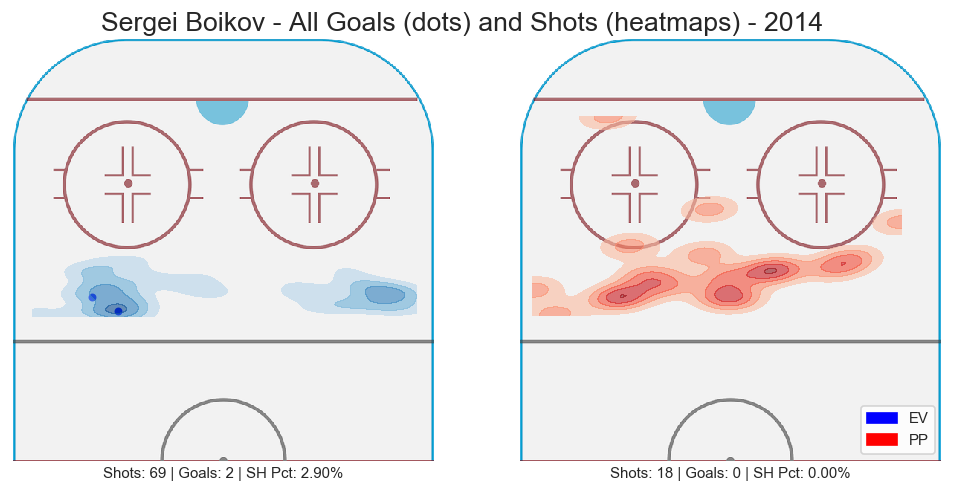 Sergei Boikov - All Goals (dots) and Shots (heatmaps) - 2014
EV
PP
Shots: 69 | Goals: 2 | SH Pct: 2.90%
Shots: 18 | Goals: 0 | SH Pct: 0.00%